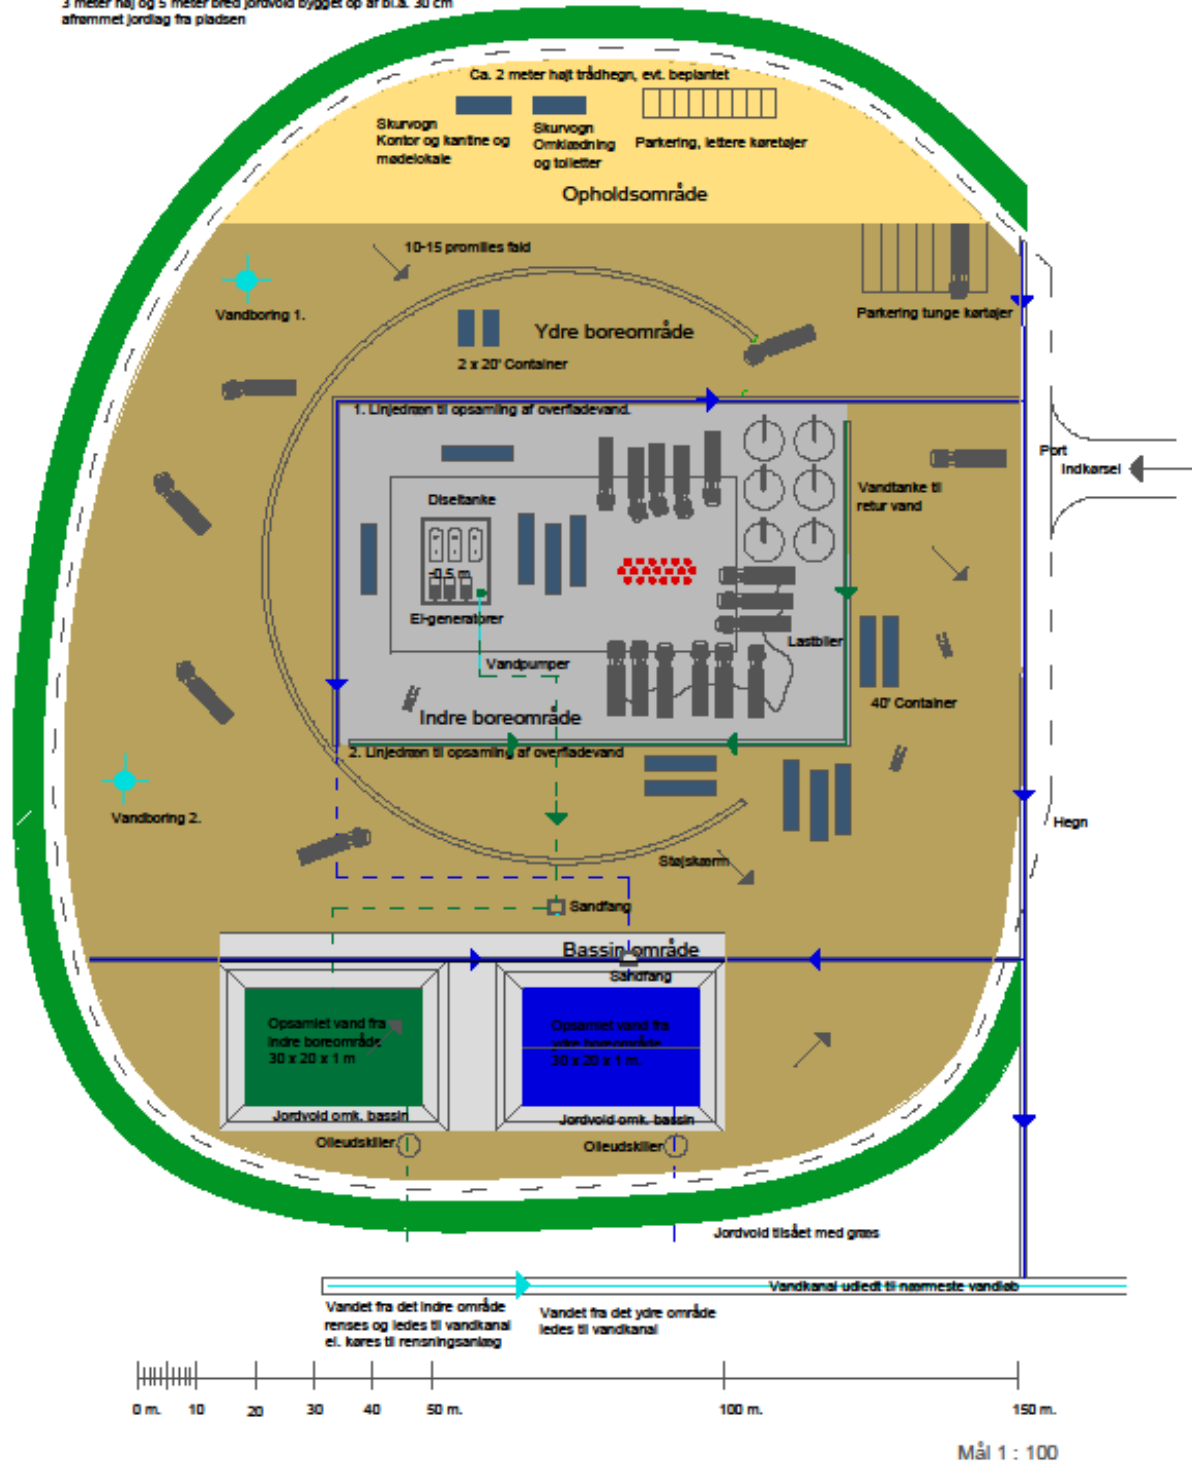 3 meter høj og 5 meter bred jordvold bygget op af bl.a. 30 cm
afrømmet jordlag fra pladsen
Ca. 2 meter højt trådhegn, evt. beplantet
Skurvogn
Kontor og kantine og
mødelokale
Skurvogn
Omklædning
og toiletter
Parkering, lettere køretøjer
Opholdsområde
10-15 promilles fald
Vandboring 1.
Ydre boreområde
2 x 20' Container
Parkering tunge kørtøjer
1. Linjedræn til opsamling af overfladevand.
Port
Indkørsel
Vandtanke til
retur vand
Diseltanke
-0,5 m
El-generatorer
Vandpumper
Lastbiler
40' Container
Indre boreområde
2. Linjedræn til opsamling af overfladevand
Vandboring 2.
Hegn
Støjskærm
Sandfang
Bassin område
Sandfang
Opsamlet vand fra
indre boreområde
30 x 20 x 1 m
Opsamlet vand fra
ydre boreområde
30 x 20 x 1 m.
Jordvold omk. bassin
Jordvold omk. bassin
Olieudskiller
Olieudskiller
Jordvold tilsået med græs
Vandkanal udledt til nærmeste vandløb
Vandet fra det indre område
renses og ledes til vandkanal
el. køres til rensningsanlæg
Vandet fra det ydre område
ledes til vandkanal
0 m. 10 20 30 40 50 m. 100 m. 150 m.
Mål 1 : 100